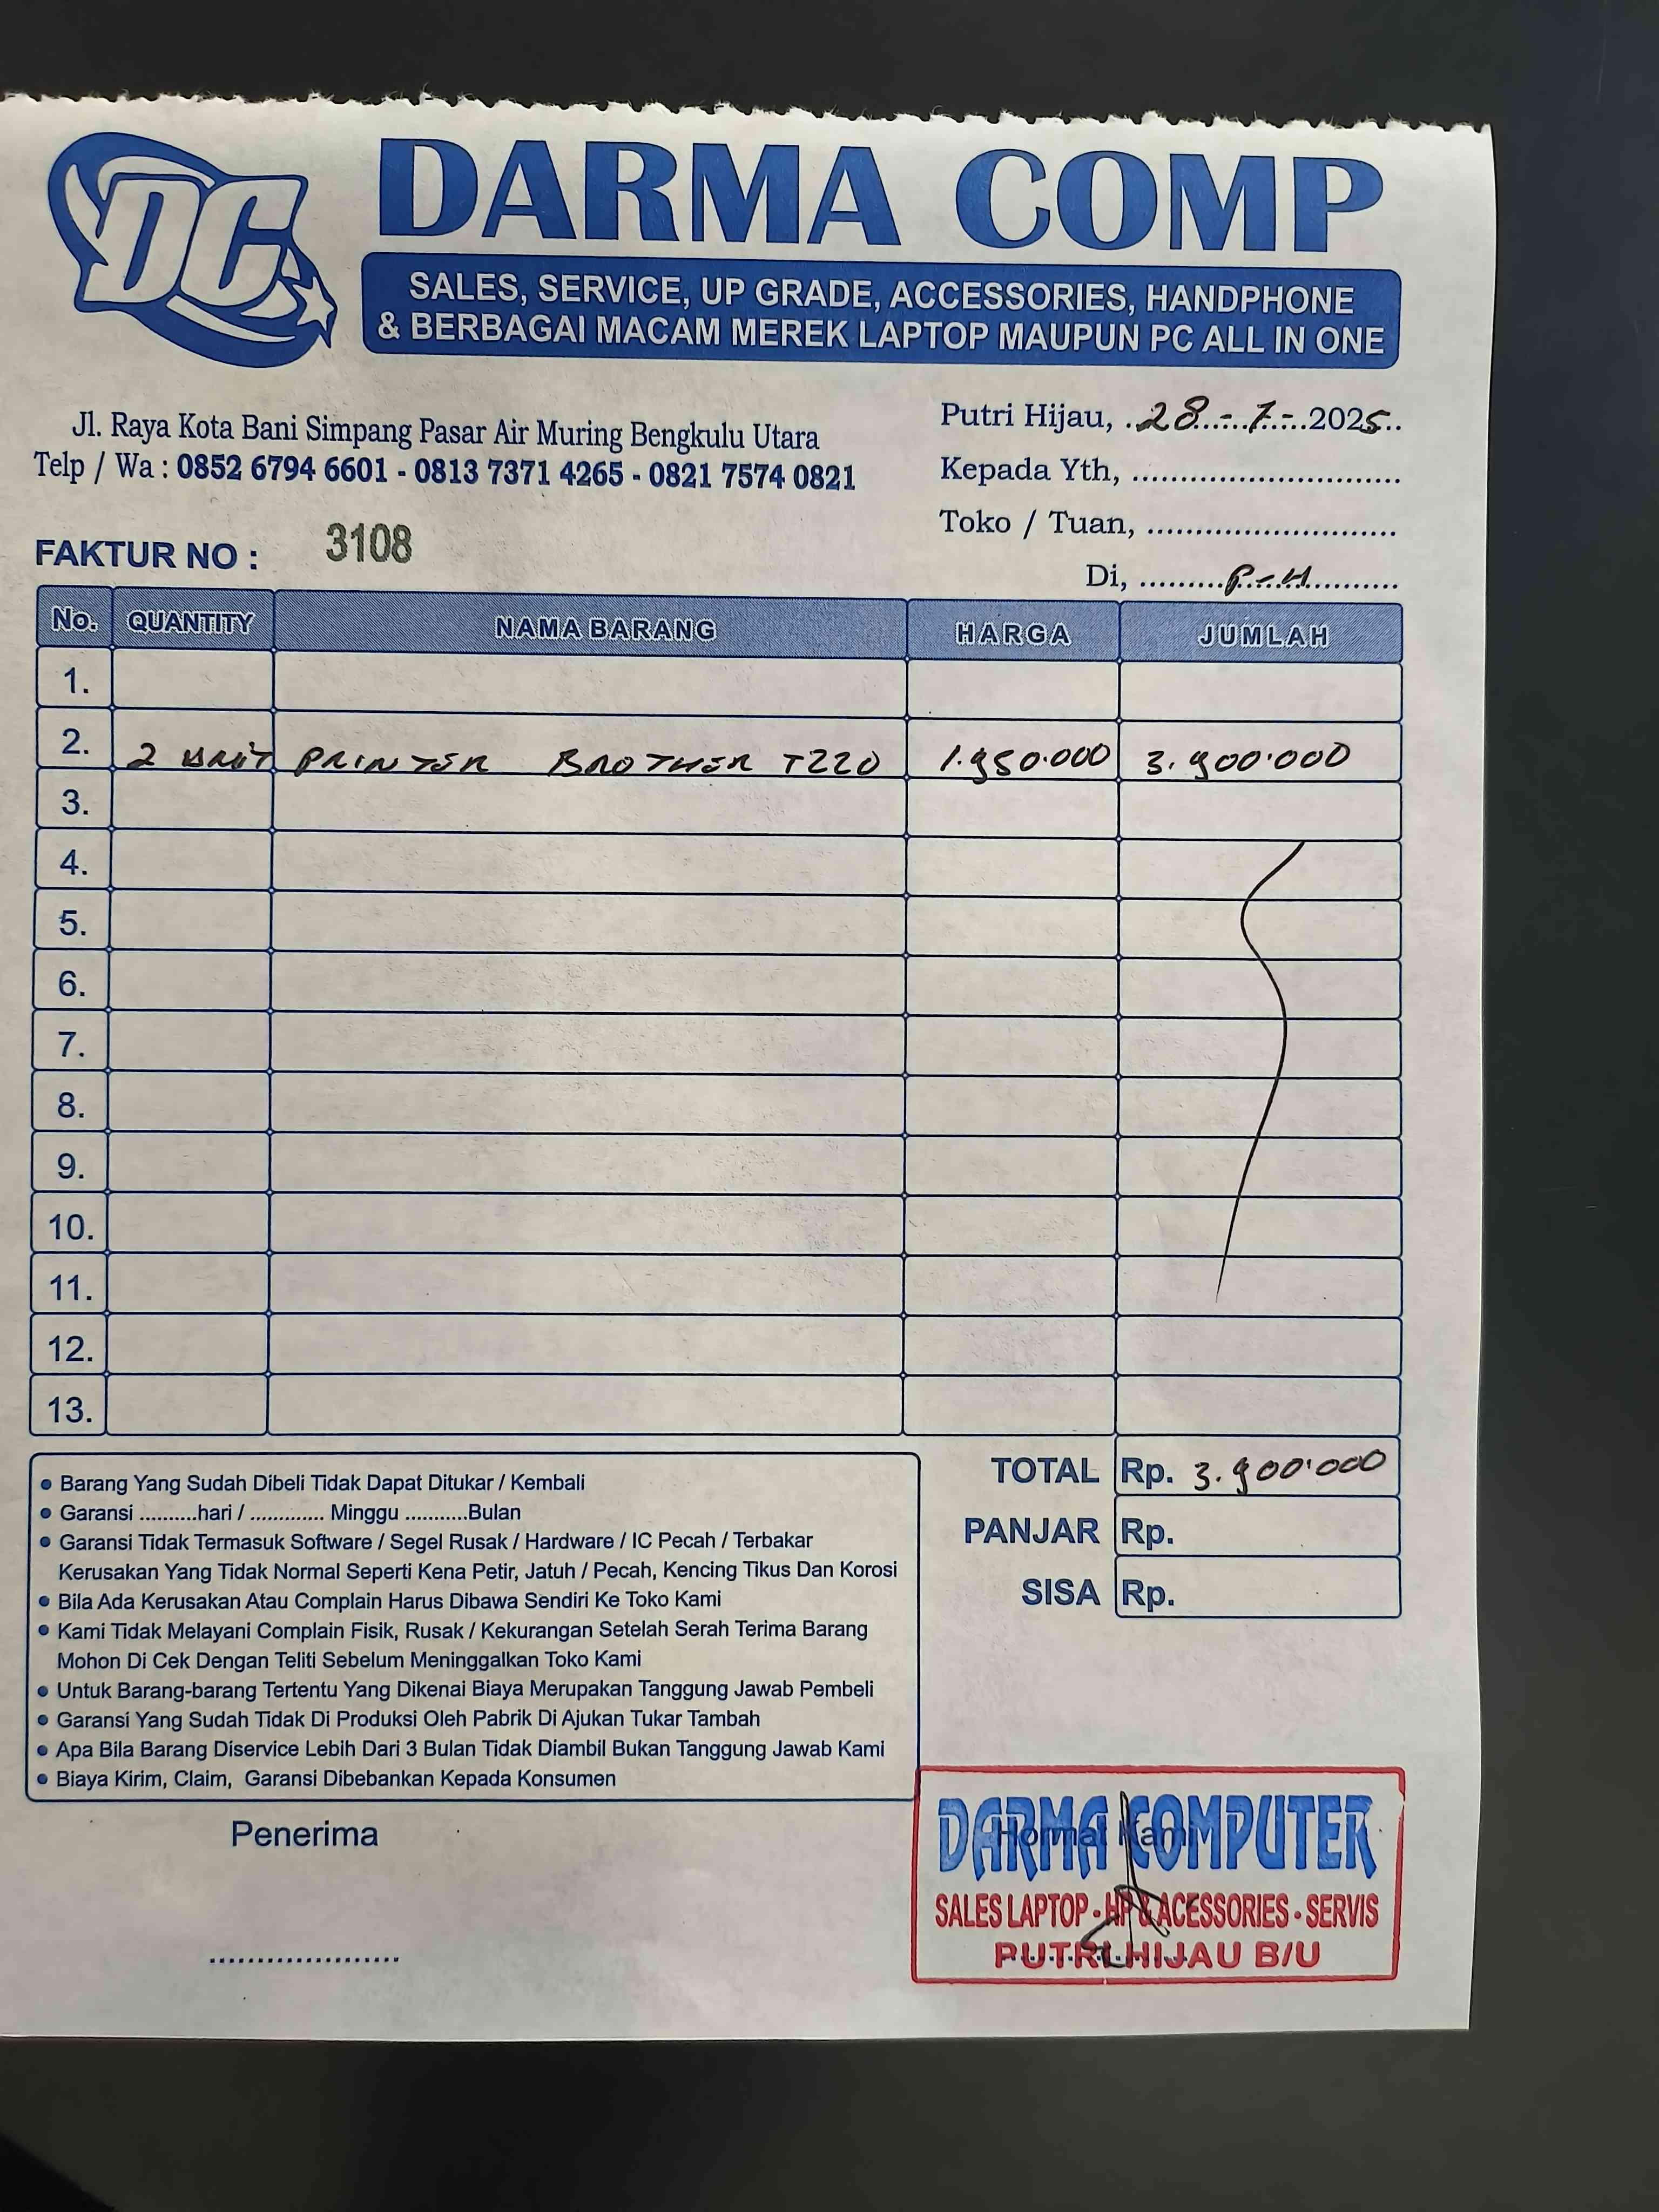 DC
DARMA COMP
SALES, SERVICE, UP GRADE, ACCESSORIES, HANDPHONE
& BERBAGAI MACAM MEREK LAPTOP MAUPUN PC ALL IN ONE
Jl. Raya Kota Bani Simpang Pasar Air Muring Bengkulu Utara
Telp / Wa : 0852 6794 6601 - 0813 7371 4265 - 0821 7574 0821
Putri Hijau, ..28.-.7.-..2025..
Kepada Yth, ............................
Toko / Tuan, ..........................
Di, .........P-H............
FAKTUR NO : 3108
No. QUANTITY NAMA BARANG HARGA JUMLAH
1.
2. 2 UNIT PRINTER BROTHER T220 1.950.000 3.900.000
3.
4.
5.
6.
7.
8.
9.
10.
11.
12.
13.
TOTAL Rp. 3.900.000
PANJAR Rp.
SISA Rp.
• Barang Yang Sudah Dibeli Tidak Dapat Ditukar / Kembali
• Garansi ..........hari / ............. Minggu ...........Bulan
• Garansi Tidak Termasuk Software / Segel Rusak / Hardware / IC Pecah / Terbakar
Kerusakan Yang Tidak Normal Seperti Kena Petir, Jatuh / Pecah, Kencing Tikus Dan Korosi
• Bila Ada Kerusakan Atau Complain Harus Dibawa Sendiri Ke Toko Kami
• Kami Tidak Melayani Complain Fisik, Rusak / Kekurangan Setelah Serah Terima Barang
Mohon Di Cek Dengan Teliti Sebelum Meninggalkan Toko Kami
• Untuk Barang-barang Tertentu Yang Dikenai Biaya Merupakan Tanggung Jawab Pembeli
• Garansi Yang Sudah Tidak Di Produksi Oleh Pabrik Di Ajukan Tukar Tambah
• Apa Bila Barang Diservice Lebih Dari 3 Bulan Tidak Diambil Bukan Tanggung Jawab Kami
• Biaya Kirim, Claim, Garansi Dibebankan Kepada Konsumen
Penerima
....................
Hormat Kami
DARMA COMPUTER
SALES LAPTOP - HP & ACESSORIES - SERVIS
PUTRI HIJAU B/U